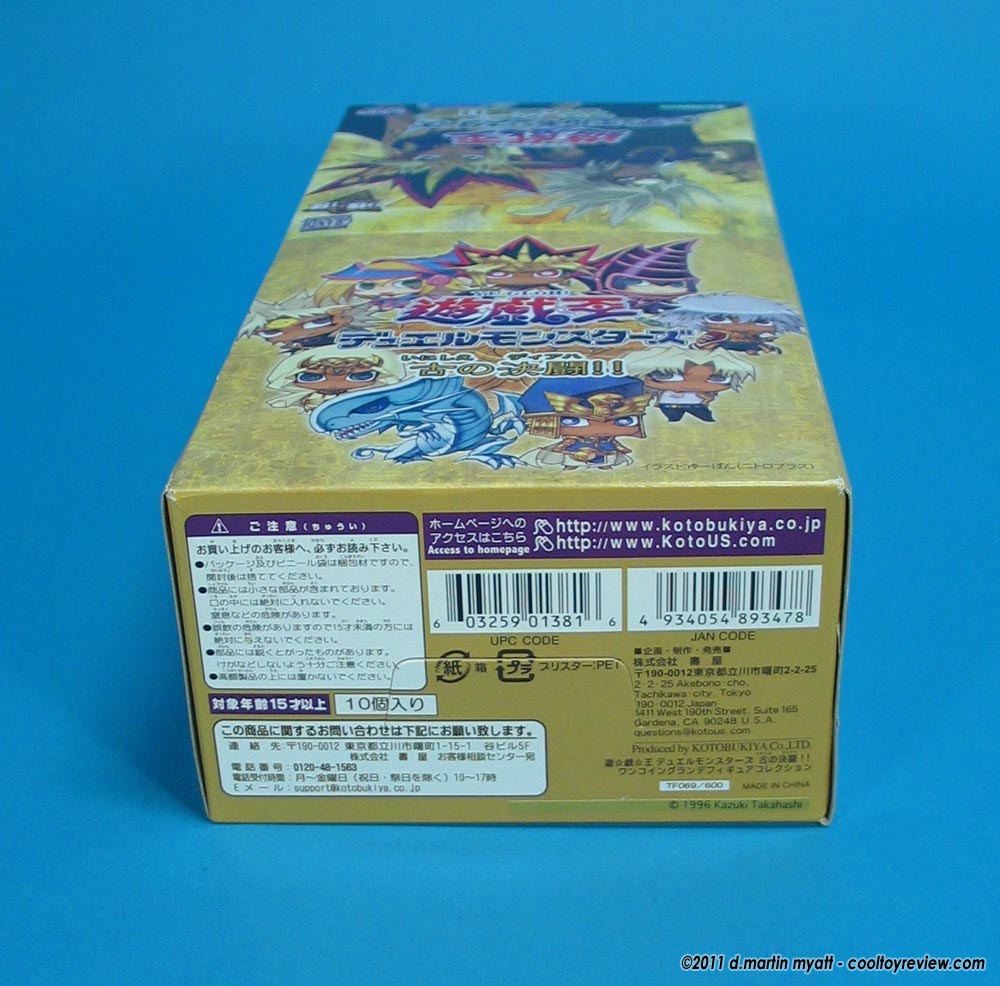 遊戯王
デュエルモンスターズ
いにしえ ディアハ
古の決闘!!
イラスト:ゆーぽん(ニトロプラス)
ご注意(ちゅうい)
お買い上げのお客様へ、必ずお読み下さい。
●パッケージ及びビニール袋は梱包材ですので、
開封後は捨ててください。
●商品には小さな部品が含まれております。
口の中には絶対に入れないでください。
窒息などの危険があります。
●誤飲の危険がありますので15才未満の方には
絶対に与えないでください。
●部品には鋭くとがったものがあります。
けがなどしないよう十分ご注意ください。
●高額製品の上には置かないでください。
対象年齢15才以上
10個入り
この商品に関するお問い合わせは下記にお願い致します。
連絡先:〒190-0012 東京都立川市曙町1-15-1 谷ビル5F
株式会社 壽屋 お客様相談センター宛
電話番号:0120-48-1563
電話受付時間:月〜金曜日(祝日・祭日を除く)10〜17時
Eメール:support@kotobukiya.co.jp
ホームページへの
アクセスはこちら
Access to homepage
http://www.kotobukiya.co.jp
http://www.KotoUS.com
6 03259 01381 6
UPC CODE
4 934054 893478
JAN CODE
紙 箱 プラ ブリスター:PET
■企画・制作・発売■
株式会社 壽屋
〒190-0012東京都立川市曙町2-2-25
2-2-25 Akebono-cho,
Tachikawa-city, Tokyo
190-0012 Japan
1411 West 190th Street, Suite 165
Gardena, CA 90248 U.S.A.
questions@kotous.com
Produced by KOTOBUKIYA Co.,LTD.
遊☆戯☆王 デュエルモンスターズ 古の決闘!!
ワンコイングランデフィギュアコレクション
TF069/600
MADE IN CHINA
© 1996 Kazuki Takahashi
©2011 d.martin myatt - cooltoyreview.com